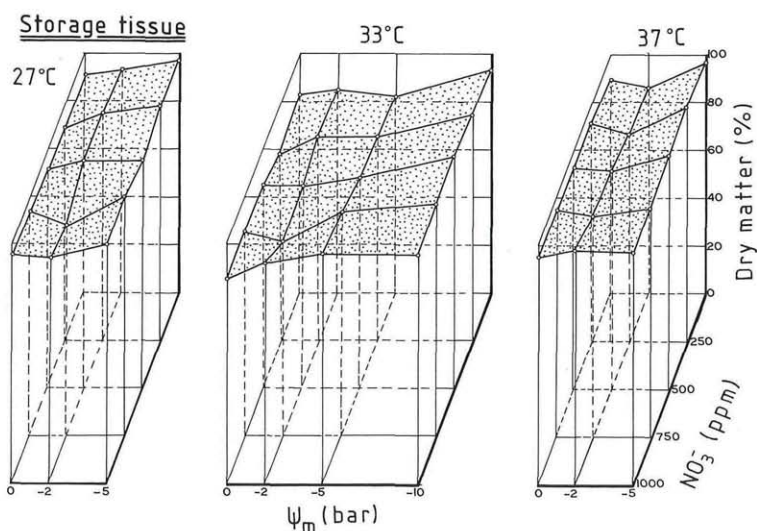 Storage tissue
27°C
33°C
37°C
100
80
60
40
20
0
Dry matter (%)
250
500
750
1000
NO₃⁻ (ppm)
0 -2 -5
0 -2 -5 -10
0 -2 -5
Ψm (bar)